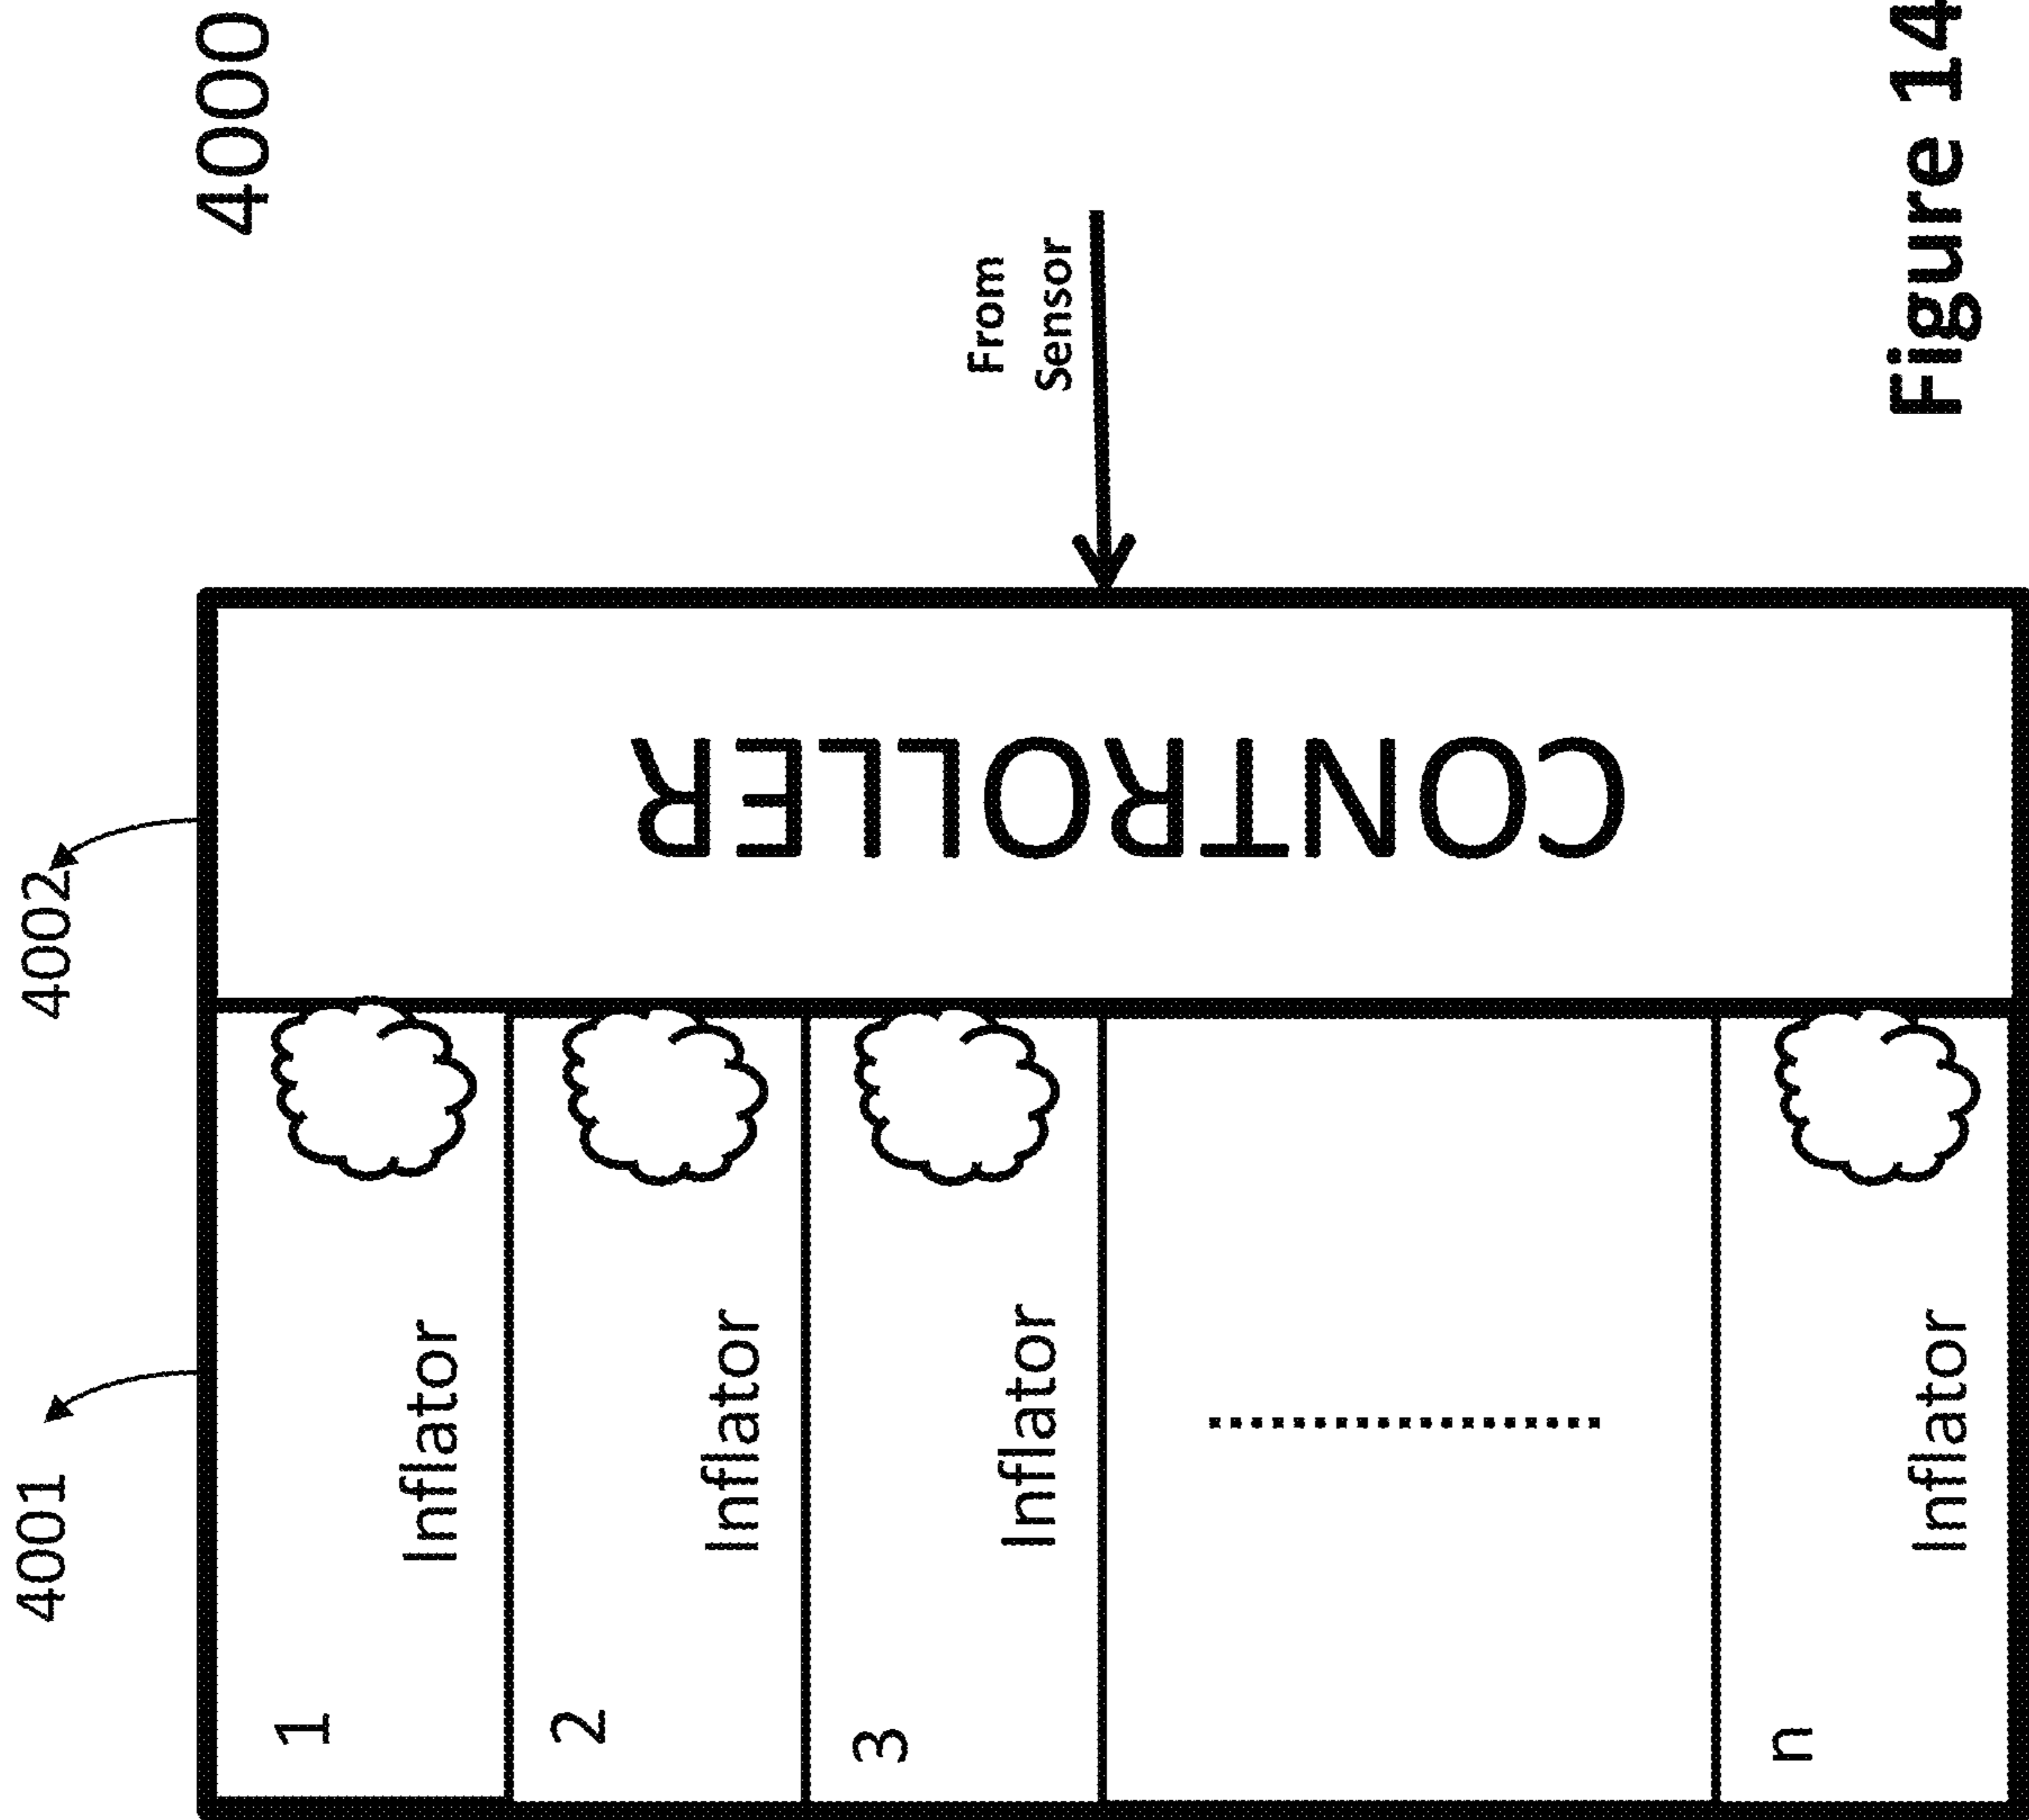 4001
4002
4000
1
Inflator
2
Inflator
3
Inflator
CONTROLLER
From
Sensor
n
Inflator
Figure 14